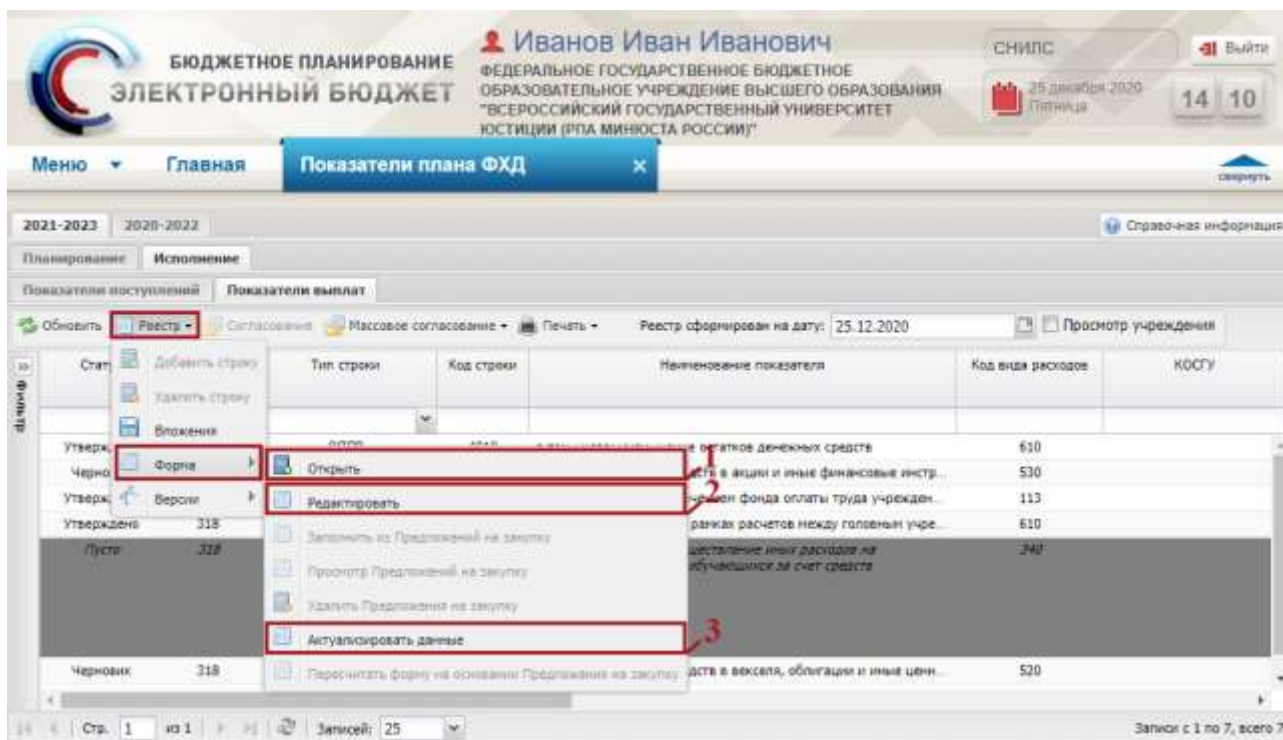 Иванов Иван Иванович
СНИЛС
Выйти
БЮДЖЕТНОЕ ПЛАНИРОВАНИЕ
ЭЛЕКТРОННЫЙ БЮДЖЕТ
ФЕДЕРАЛЬНОЕ ГОСУДАРСТВЕННОЕ БЮДЖЕТНОЕ
ОБРАЗОВАТЕЛЬНОЕ УЧРЕЖДЕНИЕ ВЫСШЕГО ОБРАЗОВАНИЯ
"ВСЕРОССИЙСКИЙ ГОСУДАРСТВЕННЫЙ УНИВЕРСИТЕТ
ЮСТИЦИИ (РПА МИНЮСТА РОССИИ)"
25 декабря 2020
Пятница
14 10
Меню Главная Показатели плана ФХД
свернуть
2021-2023 2020-2022 Справочная информация
Планирование Исполнение
Показатели поступлений Показатели выплат
Обновить Реестр Согласование Массовое согласование Печать Реестр сформирован на дату: 25.12.2020 Просмотр учреждения
Фильтр
Стат Тип строки Код строки Наименование показателя Код вида расходов КОСГУ
Добавить строку
Удалить строку
Вложения
Форма
Версии
Открыть
Редактировать
Заполнить из Предложений на закупку
Просмотр Предложений на закупку
Удалить Предложения на закупку
Актуализировать данные
Пересчитать форму на основании Предложения на закупку
1
2
3
Утверж остатков денежных средств 610
Черно в акции и иные финансовые инстр... 530
Утверж фонда оплаты труда учрежден... 113
Утверждено 318 рамках расчетов между головным учре... 610
Пусто 318 иных расходов на 340
обучающихся за счет средств
Черновик 318 дств в векселя, облигации и иные ценн... 520
Стр. 1 из 1 Записей: 25 Записи с 1 по 7, всего 7